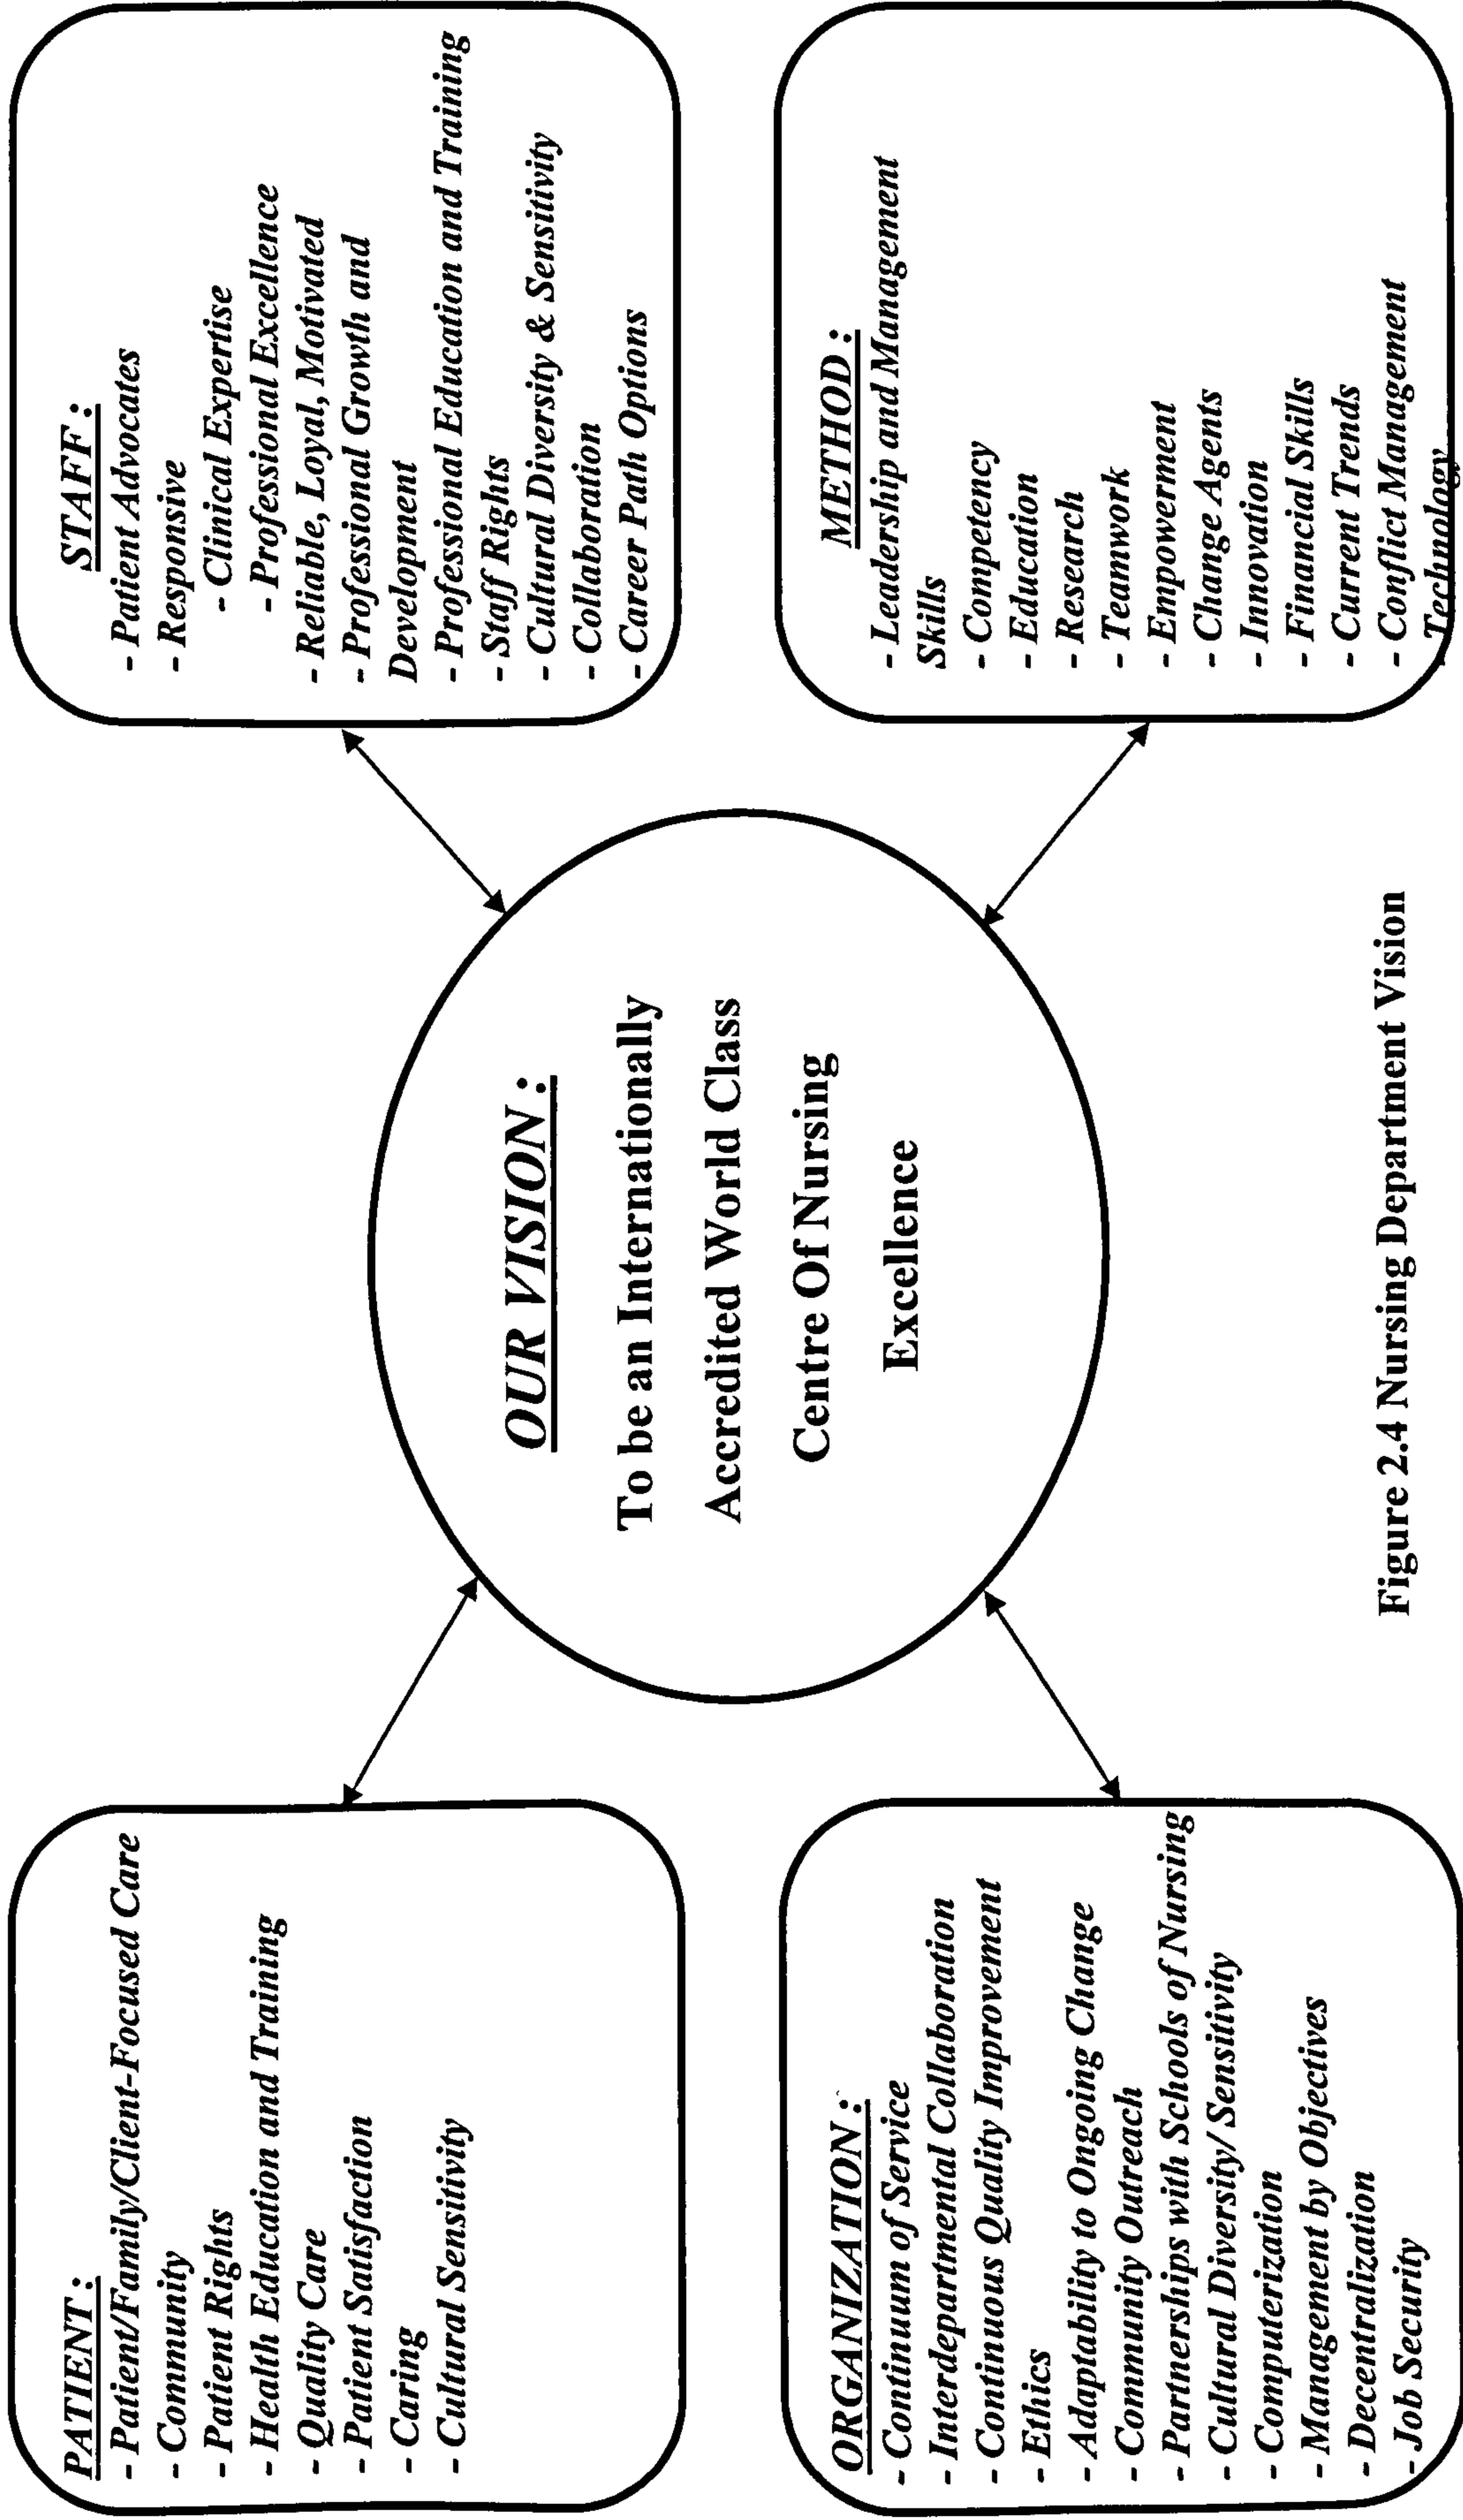 PATIENT:
- Patient/Family/Client-Focused Care
- Community
- Patient Rights
- Health Education and Training
- Quality Care
- Patient Satisfaction
- Caring
- Cultural Sensitivity
STAFF:
- Patient Advocates
- Responsive
- Clinical Expertise
- Professional Excellence
- Reliable, Loyal, Motivated
- Professional Growth and
Development
- Professional Education and Training
- Staff Rights
- Cultural Diversity & Sensitivity
- Collaboration
- Career Path Options
OUR VISION:
To be an Internationally
Accredited World Class
Centre Of Nursing
Excellence
ORGANIZATION:
- Continuum of Service
- Interdepartmental Collaboration
- Continuous Quality Improvement
- Ethics
- Adaptability to Ongoing Change
- Community Outreach
- Partnerships with Schools of Nursing
- Cultural Diversity/ Sensitivity
- Computerization
- Management by Objectives
- Decentralization
- Job Security
METHOD:
- Leadership and Management
Skills
- Competency
- Education
- Research
- Teamwork
- Empowerment
- Change Agents
- Innovation
- Financial Skills
- Current Trends
- Conflict Management
Technology
Figure 2.4 Nursing Department Vision